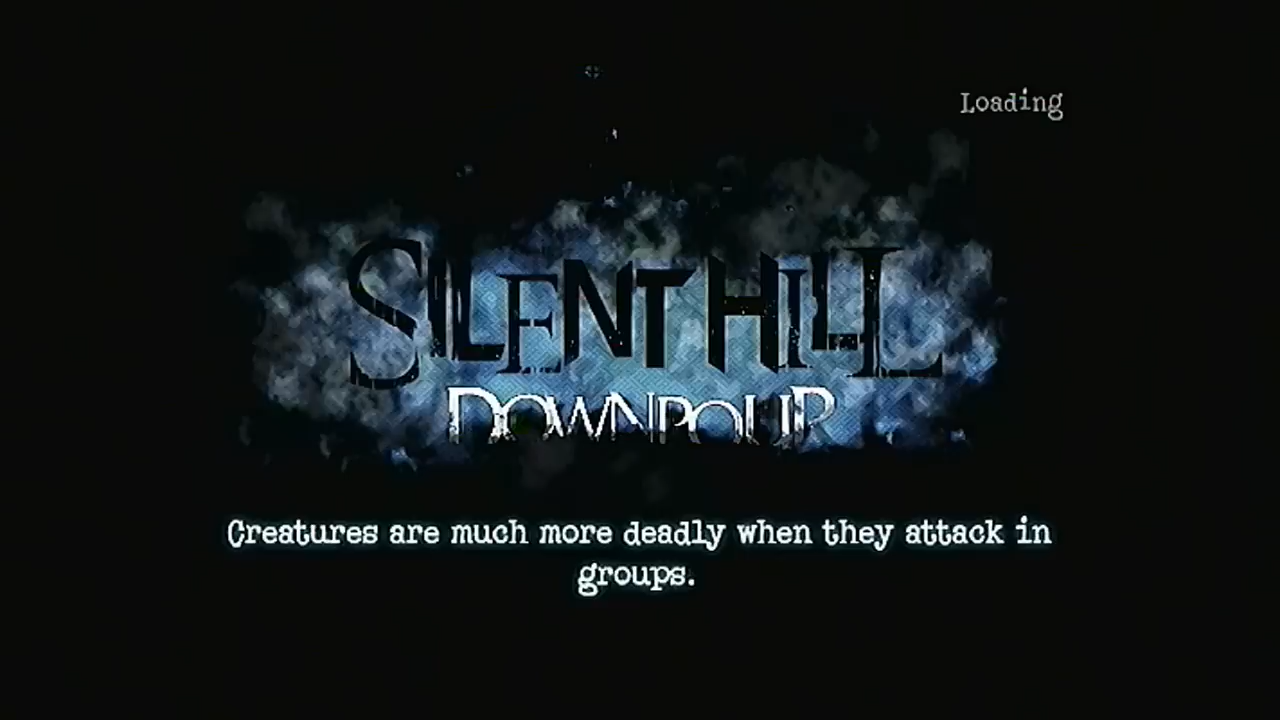 Loading
SILENT HILL
DOWNPOUR
Creatures are much more deadly when they attack in
groups.